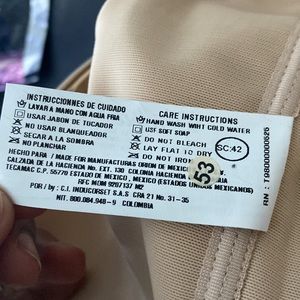 INSTRUCCIONNES DE CUIDADO
LAVAR A MANO CON AGUA FRIA
USAR JABON DE TOCADOR
NO USAR BLANQUEADOR
SECAR A LA SOMBRA
NO PLANCHAR
CARE INSTRUCTIONS
HAND WASH WIHT COLD WATER
USE SOFT SOAP
DO NOT BLEACH
LAY FLAT TO DRY
DO NOT IRON
SC:42
53
HECHO PARA / MADE FOR MANUFACTURAS ORION DE MEXICO
CALZADA DE LA HACIENDA No EXT. 130 COLONIA HACIENDA
TECAMAC C.P. 55770 ESTADO DE MEXICO, MEXICO (ESTADOS UNIDOS MEXICANOS)
RFC MOM 9207137 M2
POR / by : C.I. INDUCORSET S.A.S CRA 21 No. 31-35
NIT. 800.084.948-9 COLOMBIA